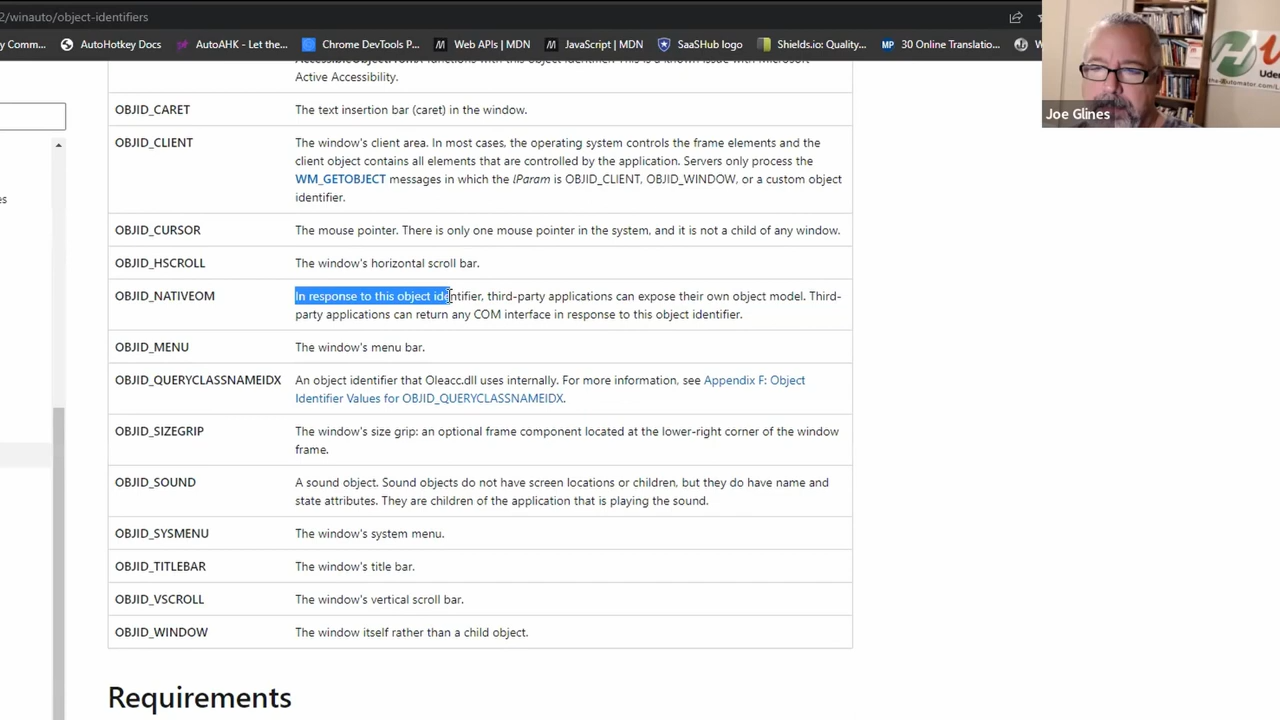 2/winauto/object-identifiers
y Comm...
AutoHotkey Docs
AutoAHK - Let the...
Chrome DevTools P...
Web APIs | MDN
JavaScript | MDN
SaaSHub logo
Shields.io: Quality...
30 Online Translatio...
Joe Glines
Active Accessibility.
OBJID_CARET
The text insertion bar (caret) in the window.
OBJID_CLIENT
The window's client area. In most cases, the operating system controls the frame elements and the
client object contains all elements that are controlled by the application. Servers only process the
WM_GETOBJECT messages in which the lParam is OBJID_CLIENT, OBJID_WINDOW, or a custom object
identifier.
OBJID_CURSOR
The mouse pointer. There is only one mouse pointer in the system, and it is not a child of any window.
OBJID_HSCROLL
The window's horizontal scroll bar.
OBJID_NATIVEOM
In response to this object identifier, third-party applications can expose their own object model. Third-
party applications can return any COM interface in response to this object identifier.
OBJID_MENU
The window's menu bar.
OBJID_QUERYCLASSNAMEIDX
An object identifier that Oleacc.dll uses internally. For more information, see Appendix F: Object
Identifier Values for OBJID_QUERYCLASSNAMEIDX.
OBJID_SIZEGRIP
The window's size grip: an optional frame component located at the lower-right corner of the window
frame.
OBJID_SOUND
A sound object. Sound objects do not have screen locations or children, but they do have name and
state attributes. They are children of the application that is playing the sound.
OBJID_SYSMENU
The window's system menu.
OBJID_TITLEBAR
The window's title bar.
OBJID_VSCROLL
The window's vertical scroll bar.
OBJID_WINDOW
The window itself rather than a child object.
Requirements